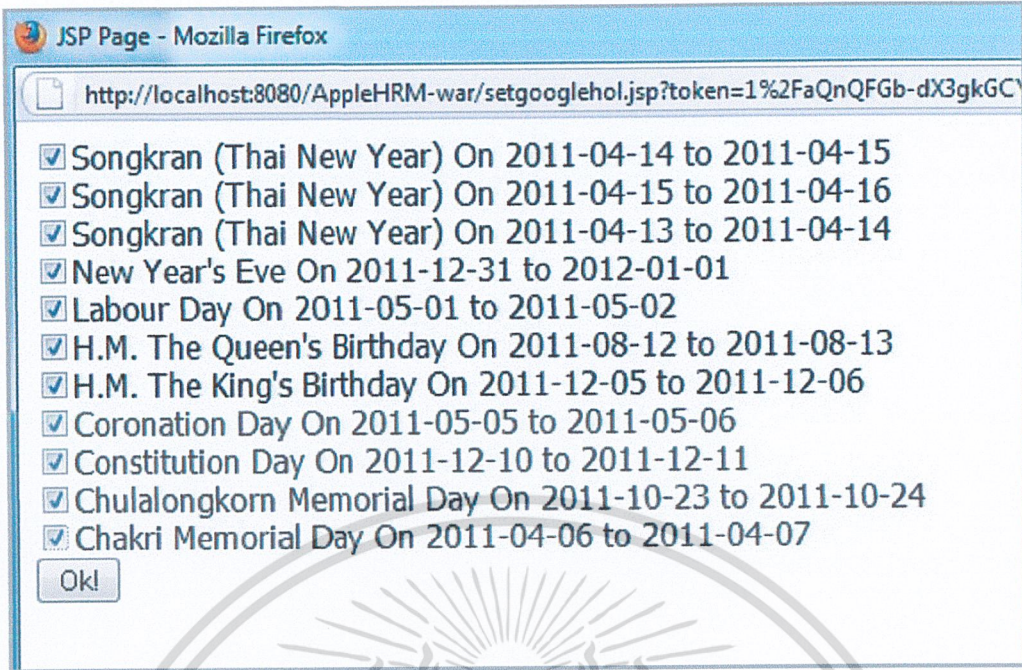 JSP Page - Mozilla Firefox
http://localhost:8080/AppleHRM-war/setgooglehol.jsp?token=1%2FaQnQFGb-dX3gkGCY
Songkran (Thai New Year) On 2011-04-14 to 2011-04-15
Songkran (Thai New Year) On 2011-04-15 to 2011-04-16
Songkran (Thai New Year) On 2011-04-13 to 2011-04-14
New Year's Eve On 2011-12-31 to 2012-01-01
Labour Day On 2011-05-01 to 2011-05-02
H.M. The Queen's Birthday On 2011-08-12 to 2011-08-13
H.M. The King's Birthday On 2011-12-05 to 2011-12-06
Coronation Day On 2011-05-05 to 2011-05-06
Constitution Day On 2011-12-10 to 2011-12-11
Chulalongkorn Memorial Day On 2011-10-23 to 2011-10-24
Chakri Memorial Day On 2011-04-06 to 2011-04-07
Ok!